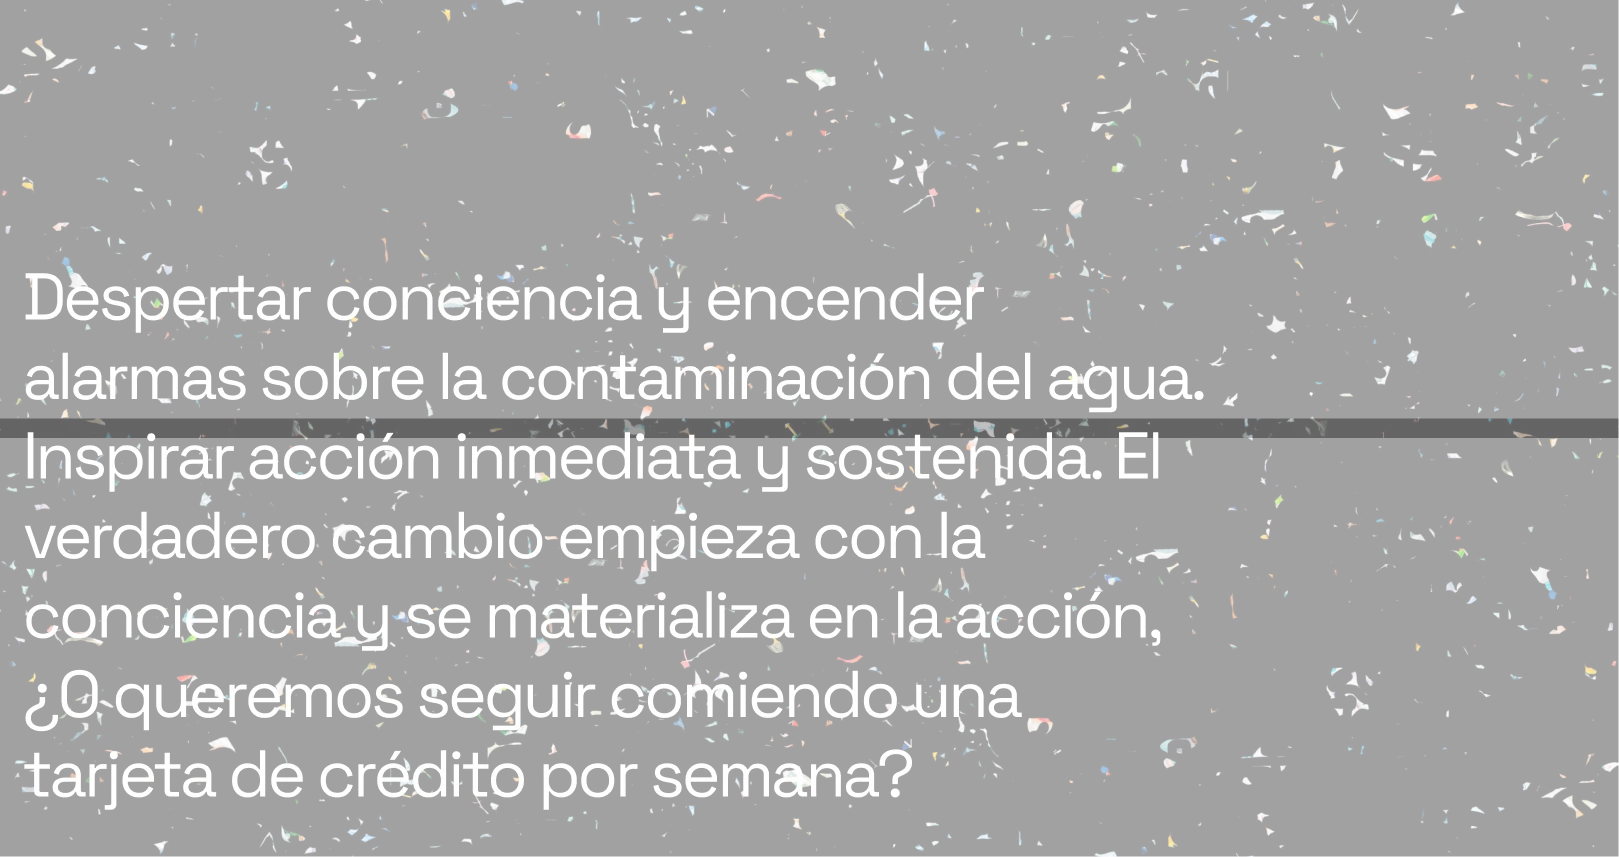 Despertar conciencia y encender
alarmas sobre la contaminación del agua.
Inspirar acción inmediata y sostenida. El
verdadero cambio empieza con la
conciencia y se materializa en la acción,
¿O queremos seguir comiendo una
tarjeta de crédito por semana?